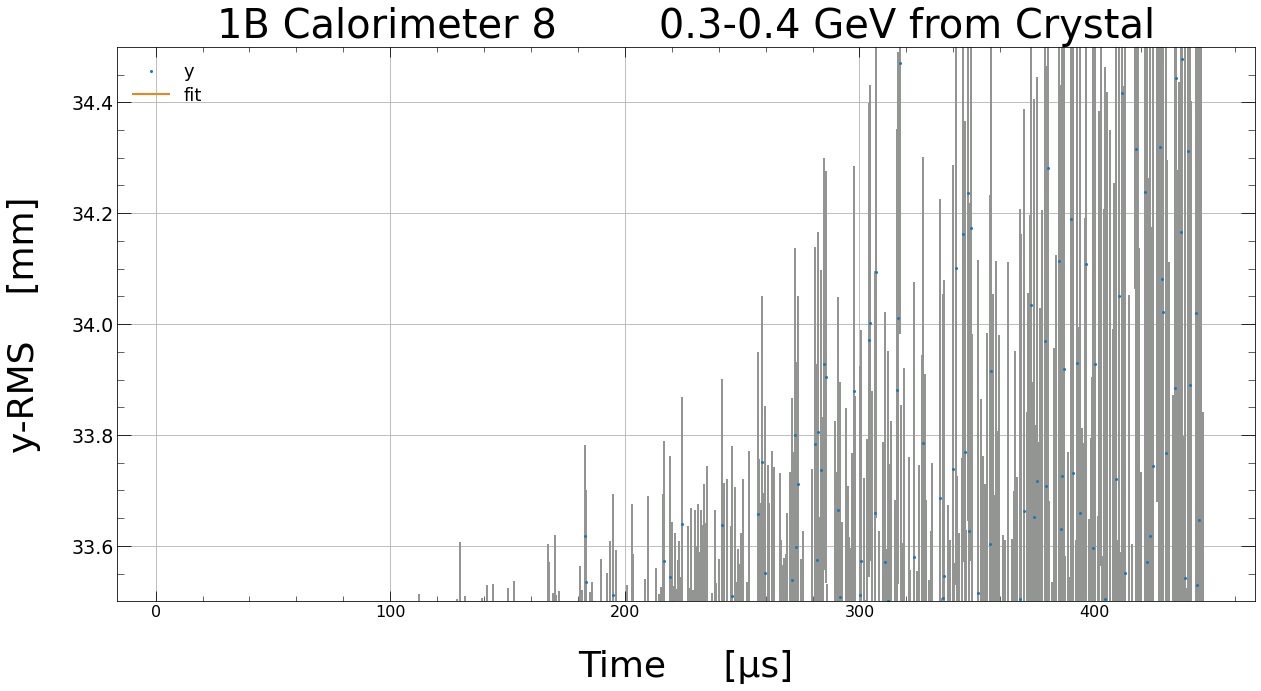 1B Calorimeter 8 0.3-0.4 GeV from Crystal
y
fit
34.4
34.2
34.0
33.8
33.6
y-RMS [mm]
0 100 200 300 400
Time [μs]